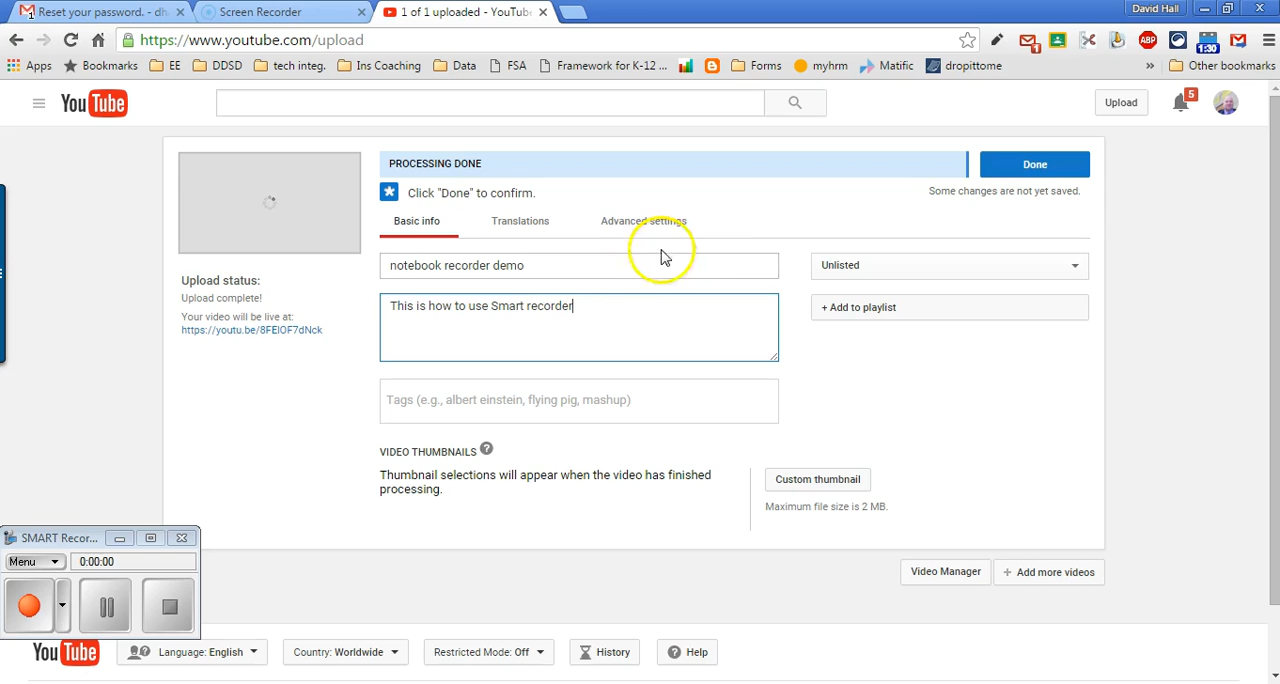 Reset your password. - dh
Screen Recorder
1 of 1 uploaded - YouTube
David Hall
https://www.youtube.com/upload
1
1:30
ABP
Apps
Bookmarks
EE
DDSD
tech integ.
Ins Coaching
Data
FSA
Framework for K-12 ...
Forms
myhrm
Matific
dropittome
»
Other bookmarks
YouTube
Upload
5
PROCESSING DONE
Done
Click "Done" to confirm.
Some changes are not yet saved.
Basic info
Translations
Advanced settings
notebook recorder demo
Unlisted
Upload status:
Upload complete!
Your video will be live at:
https://youtu.be/8FEIOF7dNck
This is how to use Smart recorder
+ Add to playlist
Tags (e.g., albert einstein, flying pig, mashup)
VIDEO THUMBNAILS ?
Thumbnail selections will appear when the video has finished
processing.
Custom thumbnail
Maximum file size is 2 MB.
SMART Recor...
Menu
0:00:00
Video Manager
+ Add more videos
YouTube
Language: English
Country: Worldwide
Restricted Mode: Off
History
Help